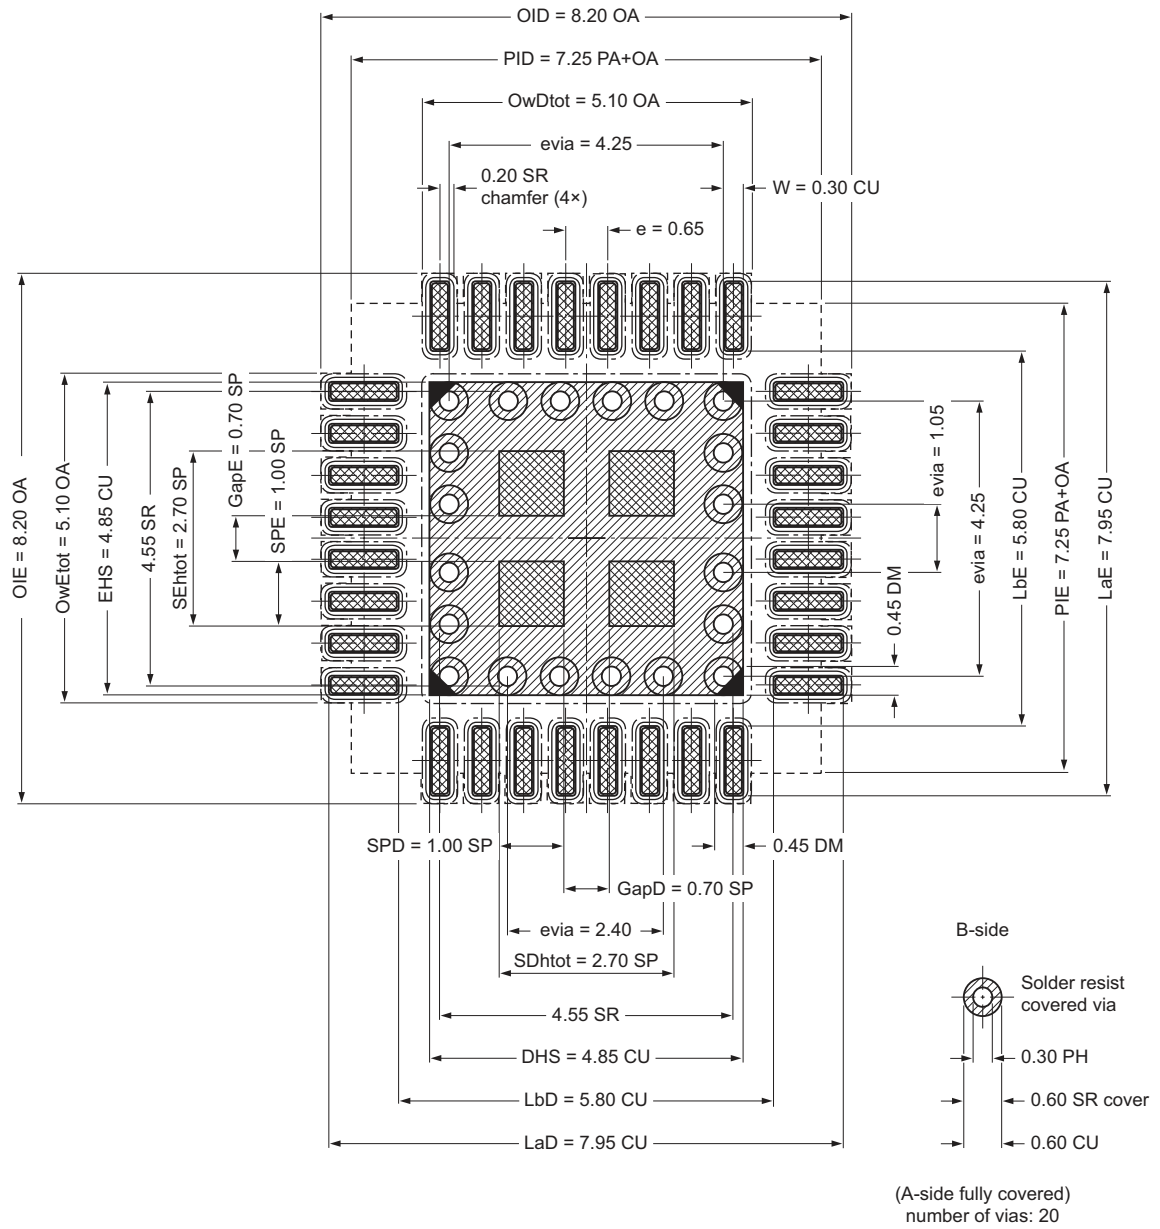 OID = 8.20 OA
PID = 7.25 PA+OA
OwDtot = 5.10 OA
evia = 4.25
0.20 SR
chamfer (4×)
W = 0.30 CU
e = 0.65
OIE = 8.20 OA
OwEtot = 5.10 OA
EHS = 4.85 CU
4.55 SR
SEhtot = 2.70 SP
GapE = 0.70 SP
SPE = 1.00 SP
evia = 1.05
evia = 4.25
0.45 DM
LbE = 5.80 CU
PIE = 7.25 PA+OA
LaE = 7.95 CU
SPD = 1.00 SP
0.45 DM
GapD = 0.70 SP
evia = 2.40
SDhtot = 2.70 SP
4.55 SR
DHS = 4.85 CU
LbD = 5.80 CU
LaD = 7.95 CU
B-side
Solder resist
covered via
0.30 PH
0.60 SR cover
0.60 CU
(A-side fully covered)
number of vias: 20